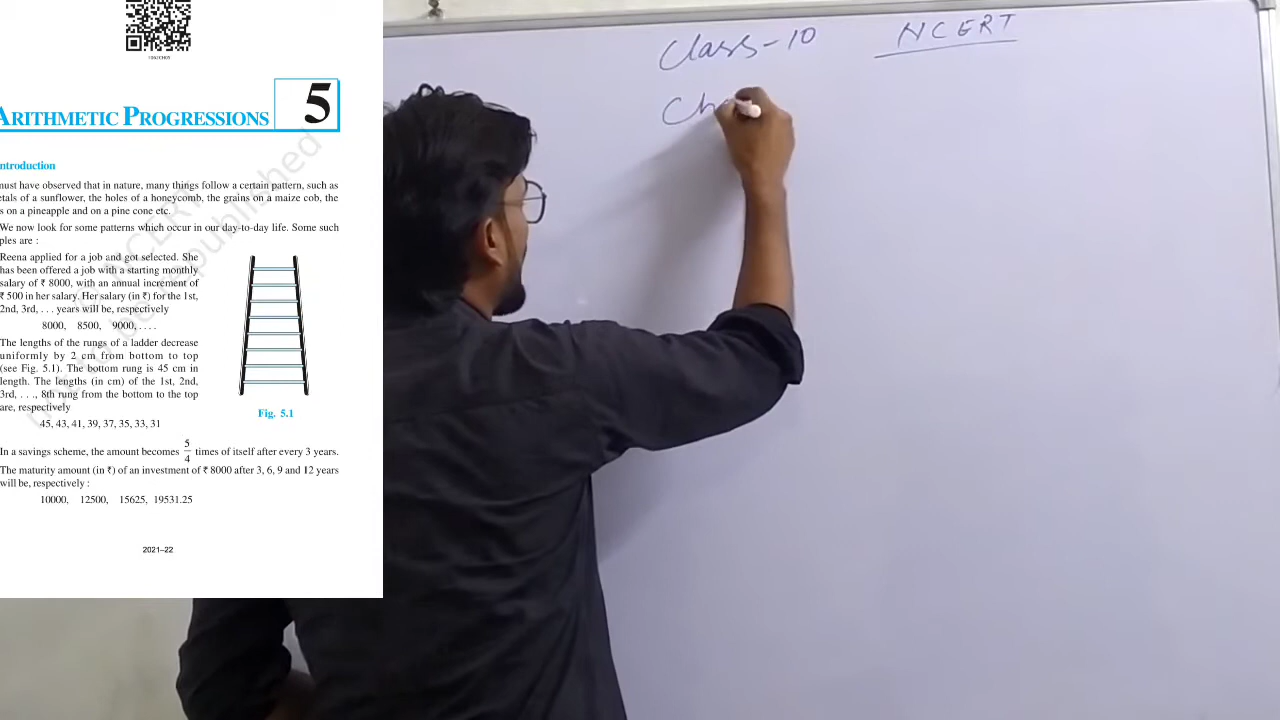 ARITHMETIC PROGRESSIONS 5
ntroduction
must have observed that in nature, many things follow a certain pattern, such as
etals of a sunflower, the holes of a honeycomb, the grains on a maize cob, the
s on a pineapple and on a pine cone etc.
We now look for some patterns which occur in our day-to-day life. Some such
ples are :
Reena applied for a job and got selected. She
has been offered a job with a starting monthly
salary of ₹ 8000, with an annual increment of
₹ 500 in her salary. Her salary (in ₹) for the 1st,
2nd, 3rd, . . . years will be, respectively
8000, 8500, 9000, . . . .
The lengths of the rungs of a ladder decrease
uniformly by 2 cm from bottom to top
(see Fig. 5.1). The bottom rung is 45 cm in
length. The lengths (in cm) of the 1st, 2nd,
3rd, . . ., 8th rung from the bottom to the top
are, respectively
45, 43, 41, 39, 37, 35, 33, 31
Fig. 5.1
In a savings scheme, the amount becomes 5/4 times of itself after every 3 years.
The maturity amount (in ₹) of an investment of ₹ 8000 after 3, 6, 9 and 12 years
will be, respectively :
10000, 12500, 15625, 19531.25
2021–22
Class-10 NCERT
Ch